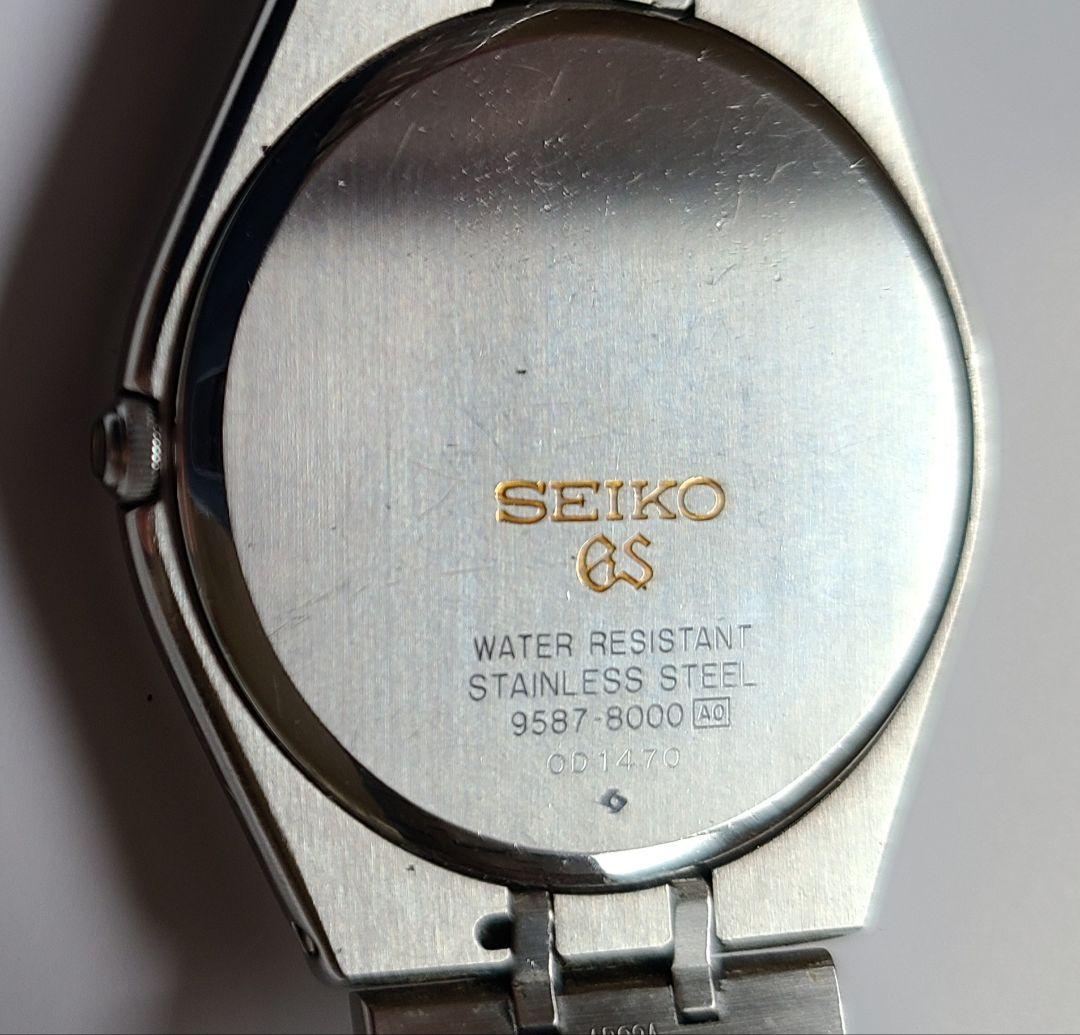 SEIKO
GS
WATER RESISTANT
STAINLESS STEEL
9587-8000 A0
0D1470